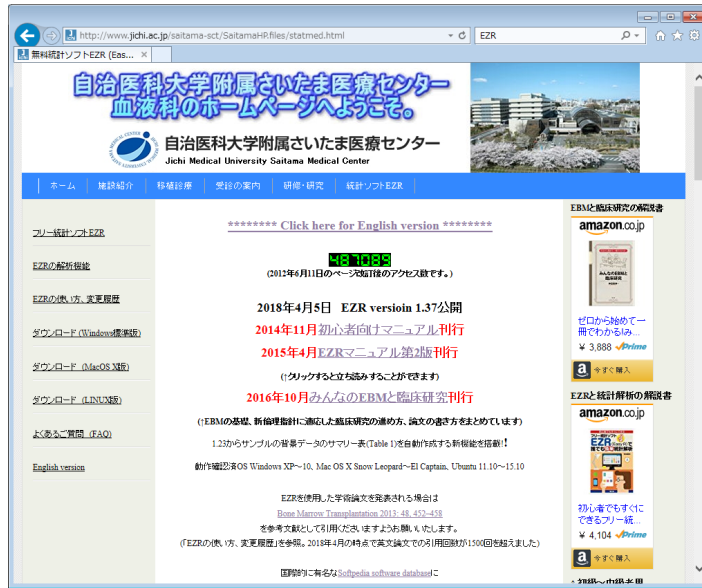 http://www.jichi.ac.jp/saitama-sct/SaitamaHP.files/statmed.html
EZR
無料統計ソフトEZR (Eas...
自治医科大学附属さいたま医療センター
血液科のホームページへようこそ。
自治医科大学附属さいたま医療センター
Jichi Medical University Saitama Medical Center
ホーム
施設紹介
移植診療
受診の案内
研修・研究
統計ソフトEZR
フリー統計ソフトEZR
EZRの解析機能
EZRの使い方、変更履歴
ダウンロード (Windows標準版)
ダウンロード (MacOS X版)
ダウンロード (LINUX版)
よくあるご質問 (FAQ)
English version
******** Click here for English version ********
487089
(2012年6月11日のページ改訂後のアクセス数です。)
2018年4月5日 EZR versioin 1.37公開
2014年11月初心者向けマニュアル刊行
2015年4月EZRマニュアル第2版刊行
(↑クリックすると立ち読みすることができます)
2016年10月みんなのEBMと臨床研究刊行
(↑EBMの基礎、新倫理指針に適応した臨床研究の進め方、論文の書き方をまとめています)
1.23からサンプルの背景データのサマリー表(Table 1)を自動作成する新機能を搭載!!
動作確認済OS Windows XP～10、Mac OS X Snow Leopard～El Captain、Ubuntu 11.10～15.10
EZRを使用した学術論文を発表される場合は
Bone Marrow Transplantation 2013: 48, 452–458
を参考文献として引用くださいますようお願いいたします。
(「EZRの使い方、変更履歴」を参照。2018年4月の時点で英文論文での引用回数が1500回を超えました)
国際的に有名なSoftpedia software databaseに
EBMと臨床研究の解説書
amazon.co.jp
みんなのEBMと
臨床研究
ゼロから始めて一
冊でわかる!み...
¥ 3,888 Prime
今すぐ購入
EZRと統計解析の解説書
amazon.co.jp
EZR
初心者でもすぐに
できるフリー統...
¥ 4,104 Prime
今すぐ購入